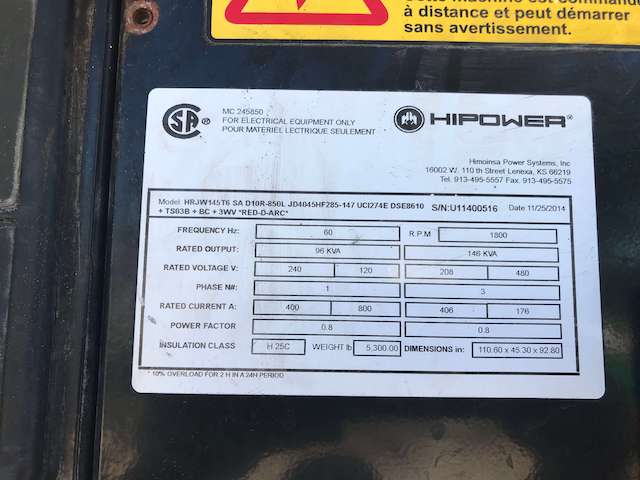 à distance et peut démarrer
sans avertissement.
CSA®
MC 245850
FOR ELECTRICAL EQUIPMENT ONLY
POUR MATÉRIEL ÉLECTRIQUE SEULEMENT
HIPOWER®
Himoinsa Power Systems, Inc
16002 W. 110 th Street Lenexa, KS 66219
Tel. 913-495-5557 Fax. 913-495-5575
Model: HRJW145T6 SA D10R-850L JD4045HF285-147 UCI274E DSE8610
+ TS03B + BC + 3WV *RED-D-ARC* S/N:U11400516 Date 11/25/2014
FREQUENCY Hz: 60 R.P.M 1800
RATED OUTPUT: 96 KVA 146 KVA
RATED VOLTAGE V: 240 120 208 480
PHASE N#: 1 3
RATED CURRENT A: 400 800 406 176
POWER FACTOR 0.8 0.8
INSULATION CLASS H 25C WEIGHT lb 5,300.00 DIMENSIONS in: 110.60 x 45.30 x 92.80
* 10% OVERLOAD FOR 2 H IN A 24H PERIOD